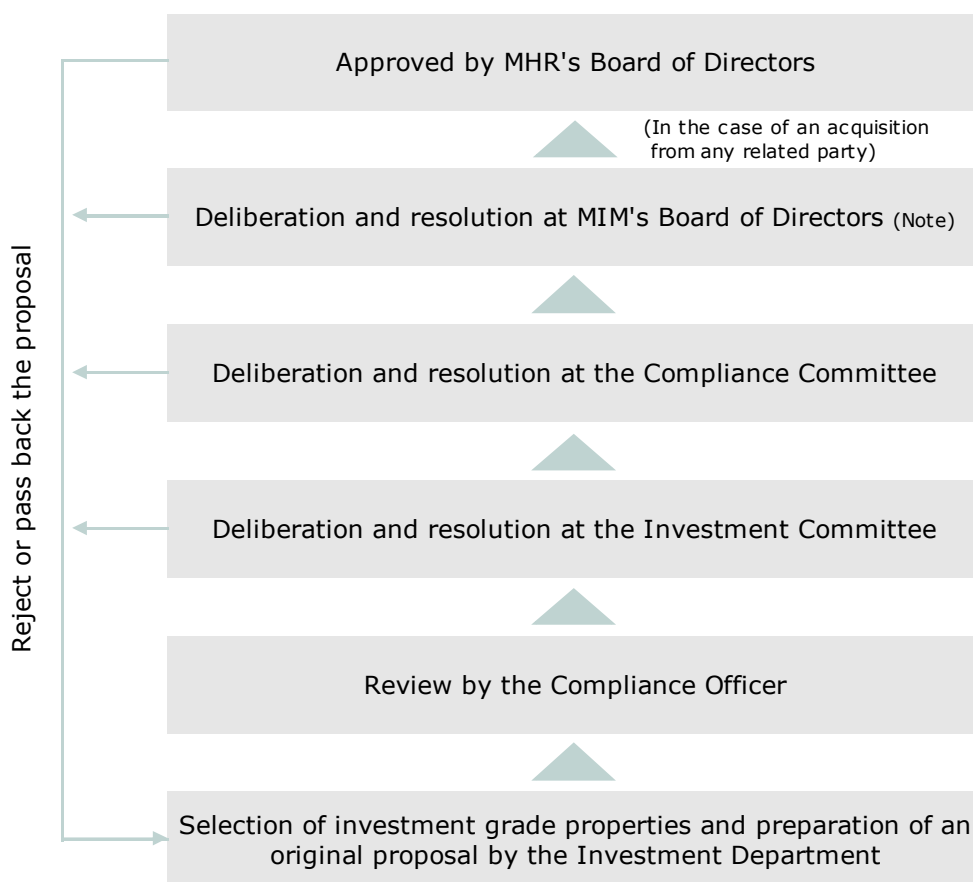 Approved by MHR's Board of Directors
(In the case of an acquisition
from any related party)
Deliberation and resolution at MIM's Board of Directors (Note)
Deliberation and resolution at the Compliance Committee
Deliberation and resolution at the Investment Committee
Review by the Compliance Officer
Selection of investment grade properties and preparation of an
original proposal by the Investment Department
Reject or pass back the proposal